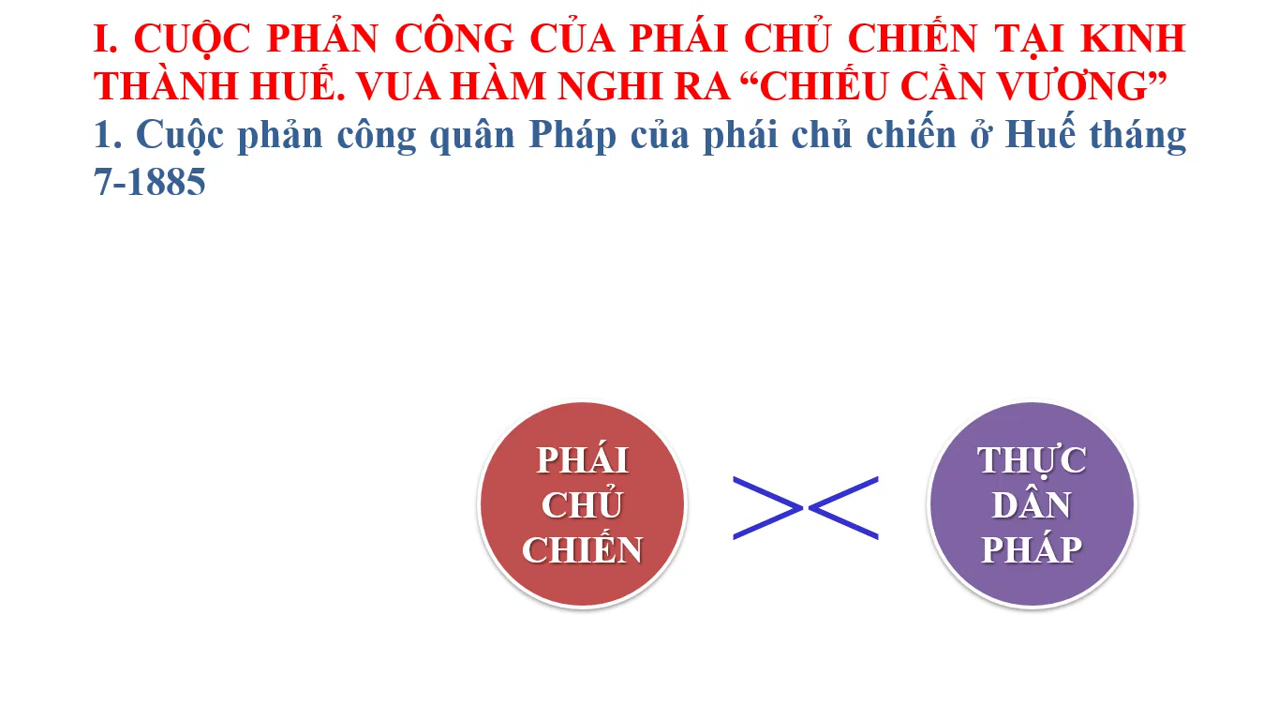 I. CUỘC PHẢN CÔNG CỦA PHÁI CHỦ CHIẾN TẠI KINH
THÀNH HUẾ. VUA HÀM NGHI RA “CHIẾU CẦN VƯƠNG”
1. Cuộc phản công quân Pháp của phái chủ chiến ở Huế tháng
7-1885
PHÁI
CHỦ
CHIẾN
><
THỰC
DÂN
PHÁP